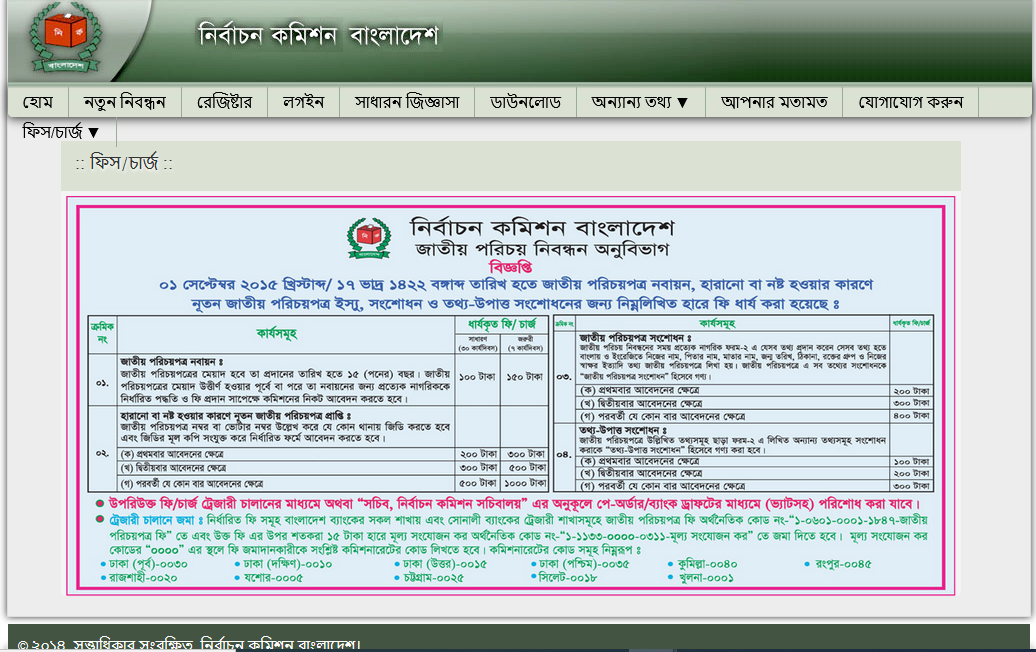 নির্বাচন কমিশন বাংলাদেশ
হোম নতুন নিবন্ধন রেজিষ্টার লগইন সাধারন জিজ্ঞাসা ডাউনলোড অন্যান্য তথ্য ▼ আপনার মতামত যোগাযোগ করুন
ফিস/চার্জ ▼
:: ফিস/চার্জ ::
নির্বাচন কমিশন বাংলাদেশ
জাতীয় পরিচয় নিবন্ধন অনুবিভাগ
বিজ্ঞপ্তি
০১ সেপ্টেম্বর ২০১৫ খ্রিস্টাব্দ/ ১৭ ভাদ্র ১৪২২ বঙ্গাব্দ তারিখ হতে জাতীয় পরিচয়পত্র নবায়ন, হারানো বা নষ্ট হওয়ার কারণে
নূতন জাতীয় পরিচয়পত্র ইস্যু, সংশোধন ও তথ্য-উপাত্ত সংশোধনের জন্য নিম্নলিখিত হারে ফি ধার্য করা হয়েছে ঃ
ক্রমিক নং কার্যসমূহ ধার্যকৃত ফি/ চার্জ
সাধারণ (৩০ কার্যদিবস) জরুরী (৭ কার্যদিবস)
০১. জাতীয় পরিচয়পত্র নবায়ন ঃ
জাতীয় পরিচয়পত্রের মেয়াদ হবে তা প্রদানের তারিখ হতে ১৫ (পনের) বছর। জাতীয়
পরিচয়পত্রের মেয়াদ উত্তীর্ণ হওয়ার পূর্বে বা পরে তা নবায়নের জন্য প্রত্যেক নাগরিককে
নির্ধারিত পদ্ধতি ও ফি প্রদান সাপেক্ষে কমিশনের নিকট আবেদন করতে হবে।
১০০ টাকা ১৫০ টাকা
০২. হারানো বা নষ্ট হওয়ার কারণে নূতন জাতীয় পরিচয়পত্র প্রাপ্তি ঃ
জাতীয় পরিচয়পত্র নম্বর বা ভোটার নম্বর উল্লেখ করে যে কোন থানায় জিডি করতে হবে
এবং জিডির মূল কপি সংযুক্ত করে নির্ধারিত ফর্মে আবেদন করতে হবে।
(ক) প্রথমবার আবেদনের ক্ষেত্রে ২০০ টাকা ৩০০ টাকা
(খ) দ্বিতীয়বার আবেদনের ক্ষেত্রে ৩০০ টাকা ৫০০ টাকা
(গ) পরবর্তী যে কোন বার আবেদনের ক্ষেত্রে ৫০০ টাকা ১০০০ টাকা
ক্রমিক নং কার্যসমূহ ধার্যকৃত ফি/চার্জ
০৩. জাতীয় পরিচয়পত্র সংশোধন ঃ
জাতীয় পরিচয় নিবন্ধনের সময় প্রত্যেক নাগরিক ফরম-২ এ যেসব তথ্য প্রদান করেন সেসব তথ্য হতে
বাংলায় ও ইংরেজিতে নিজের নাম, পিতার নাম, মাতার নাম, জন্ম তারিখ, ঠিকানা, রক্তের গ্রুপ ও নিজের
স্বাক্ষর ইত্যাদি তথ্য জাতীয় পরিচয়পত্রে লিখা হয়। জাতীয় পরিচয়পত্রে এ সব তথ্যের সংশোধনকে
“জাতীয় পরিচয়পত্র সংশোধন” হিসেবে গণ্য।
(ক) প্রথমবার আবেদনের ক্ষেত্রে ২০০ টাকা
(খ) দ্বিতীয়বার আবেদনের ক্ষেত্রে ৩০০ টাকা
(গ) পরবর্তী যে কোন বার আবেদনের ক্ষেত্রে ৪০০ টাকা
০৪. তথ্য-উপাত্ত সংশোধন ঃ
জাতীয় পরিচয়পত্রে উল্লিখিত তথ্যসমূহ ছাড়া ফরম-২ এ লিখিত অন্যান্য তথ্যসমূহ সংশোধন
করাকে “তথ্য-উপাত্ত সংশোধন” হিসেবে গণ্য করা হবে।
(ক) প্রথমবার আবেদনের ক্ষেত্রে ১০০ টাকা
(খ) দ্বিতীয়বার আবেদনের ক্ষেত্রে ২০০ টাকা
(গ) পরবর্তী যে কোন বার আবেদনের ক্ষেত্রে ৩০০ টাকা
উপরিউক্ত ফি/চার্জ ট্রেজারী চালানের মাধ্যমে অথবা “সচিব, নির্বাচন কমিশন সচিবালয়” এর অনুকূলে পে-অর্ডার/ব্যাংক ড্রাফটের মাধ্যমে (ভ্যাটসহ) পরিশোধ করা যাবে।
ট্রেজারী চালানে জমা ঃ নির্ধারিত ফি সমূহ বাংলাদেশ ব্যাংকের সকল শাখায় এবং সোনালী ব্যাংকের ট্রেজারী শাখাসমূহে জাতীয় পরিচয়পত্র ফি অর্থনৈতিক কোড নং-“১-০৬০১-০০০১-১৮৪৭-জাতীয়
পরিচয়পত্র ফি” তে এবং উক্ত ফি এর উপর শতকরা ১৫ টাকা হারে মূল্য সংযোজন কর অর্থনৈতিক কোড নং-“১-১১৩৩-০০০০-০৩১১-মূল্য সংযোজন কর” তে জমা দিতে হবে। মূল্য সংযোজন কর
কোডের “০০০০” এর স্থলে ফি জমাদানকারীকে সংশ্লিষ্ট কমিশনারেটের কোড লিখতে হবে। কমিশনারেটের কোড সমূহ নিম্নরূপ ঃ
ঢাকা (পূর্ব)-০০৩০ ঢাকা (দক্ষিণ)-০০১০ ঢাকা (উত্তর)-০০১৫ ঢাকা (পশ্চিম)-০০৩৫ কুমিল্লা-০০৪০ রংপুর-০০৪৫
রাজশাহী-০০২০ যশোর-০০০৫ চট্টগ্রাম-০০২৫ সিলেট-০০১৮ খুলনা-০০০১
© ২০১৪, সত্ত্বাধিকার সংরক্ষিত, নির্বাচন কমিশন বাংলাদেশ।